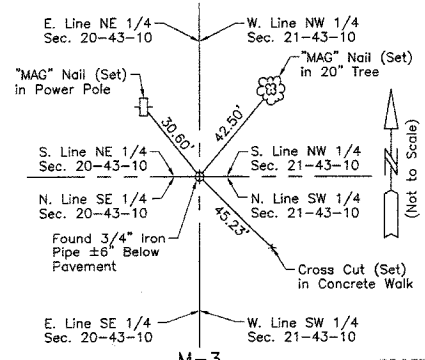 E. Line NE 1/4
Sec. 20-43-10
W. Line NW 1/4
Sec. 21-43-10
"MAG" Nail (Set)
in Power Pole
"MAG" Nail (Set)
in 20" Tree
30.60'
42.50'
(Not to Scale)
N
S. Line NE 1/4
Sec. 20-43-10
S. Line NW 1/4
Sec. 21-43-10
N. Line SE 1/4
Sec. 20-43-10
N. Line SW 1/4
Sec. 21-43-10
45.23'
Found 3/4" Iron
Pipe ±6" Below
Pavement
Cross Cut (Set)
in Concrete Walk
E. Line SE 1/4
Sec. 20-43-10
W. Line SW 1/4
Sec. 21-43-10
M-3